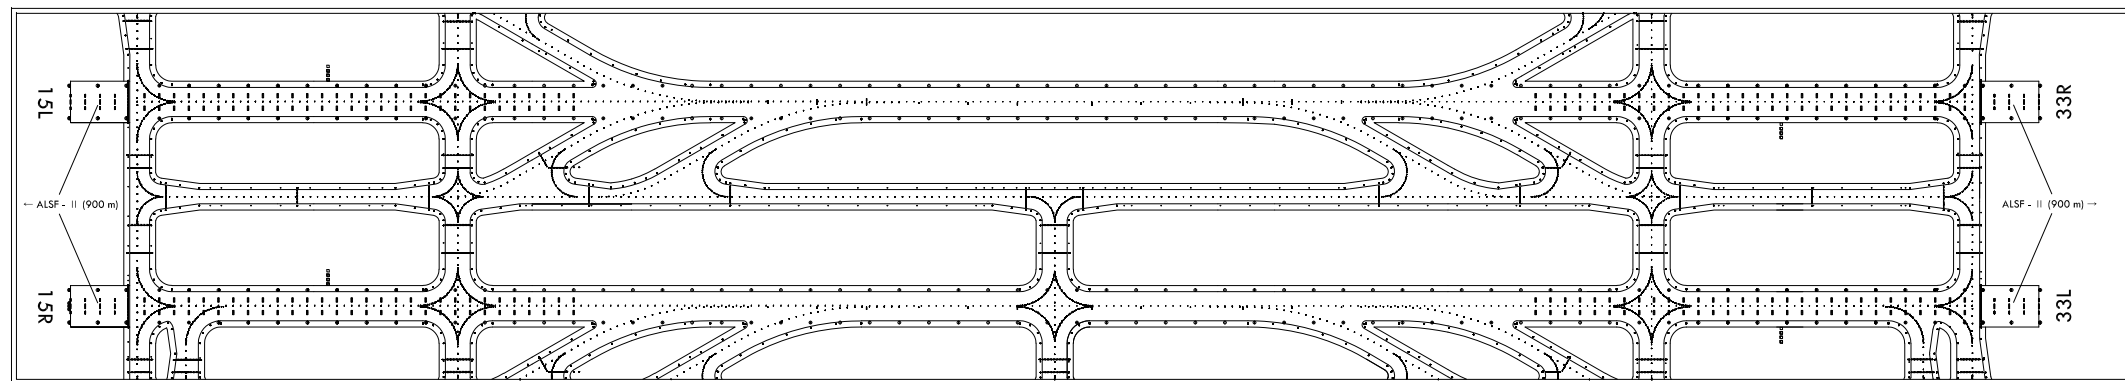 15L
33R
← ALSF - II (900 m)
ALSF - II (900 m) →
15R
33L